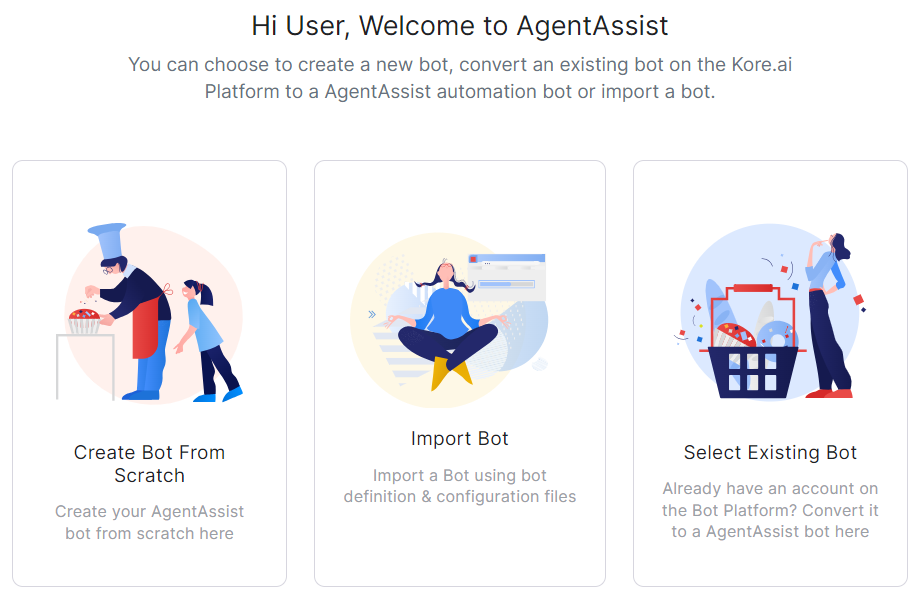 Hi User, Welcome to AgentAssist
You can choose to create a new bot, convert an existing bot on the Kore.ai
Platform to a AgentAssist automation bot or import a bot.
Create Bot From
Scratch
Create your AgentAssist
bot from scratch here
Import Bot
Import a Bot using bot
definition & configuration files
Select Existing Bot
Already have an account on
the Bot Platform? Convert it
to a AgentAssist bot here